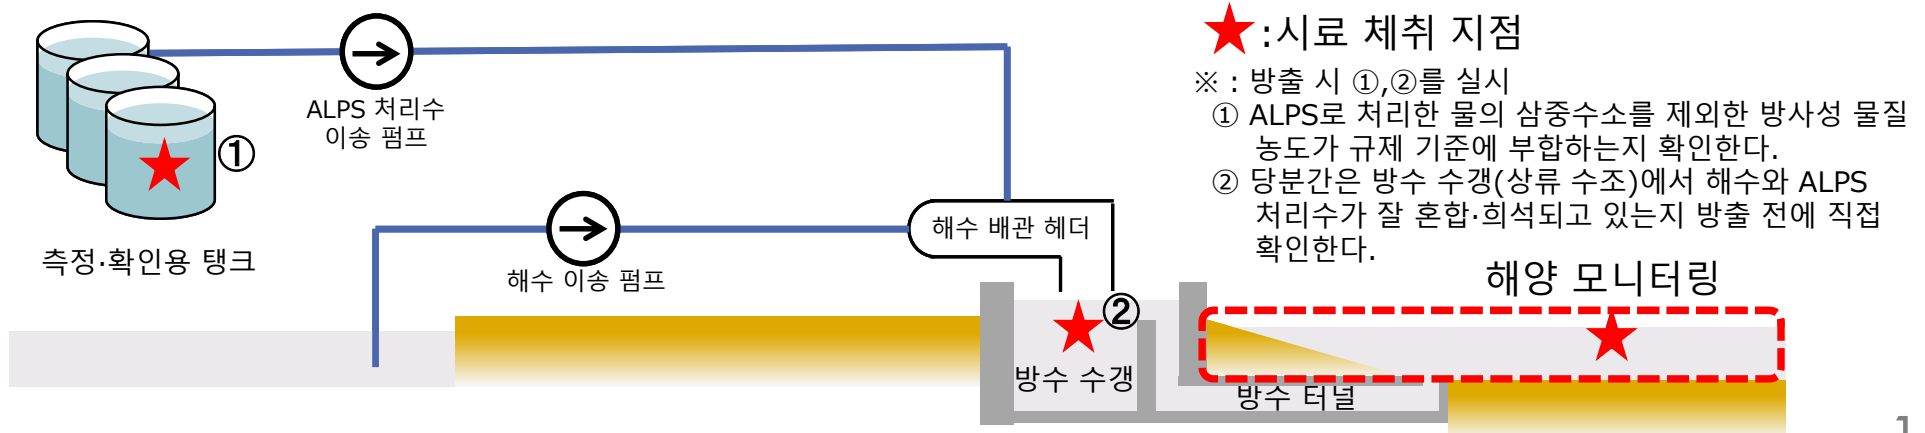 ★:시료 체취 지점
※ : 방출 시 ①,②를 실시
① ALPS로 처리한 물의 삼중수소를 제외한 방사성 물질
농도가 규제 기준에 부합하는지 확인한다.
② 당분간은 방수 수갱(상류 수조)에서 해수와 ALPS
처리수가 잘 혼합·희석되고 있는지 방출 전에 직접
확인한다.
ALPS 처리수
이송 펌프
①
측정·확인용 탱크
해수 이송 펌프
해수 배관 헤더
②
방수 수갱
방수 터널
해양 모니터링